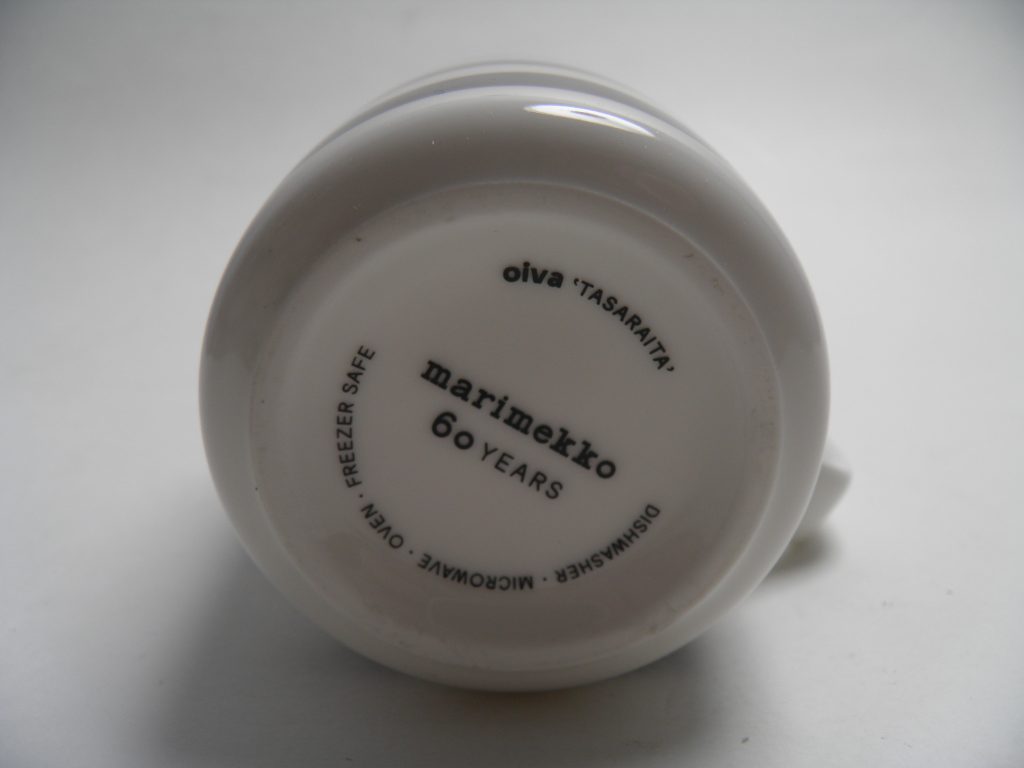 oiva ‘TASARAITA’
marimekko
60 YEARS
DISHWASHER · MICROWAVE · OVEN · FREEZER SAFE